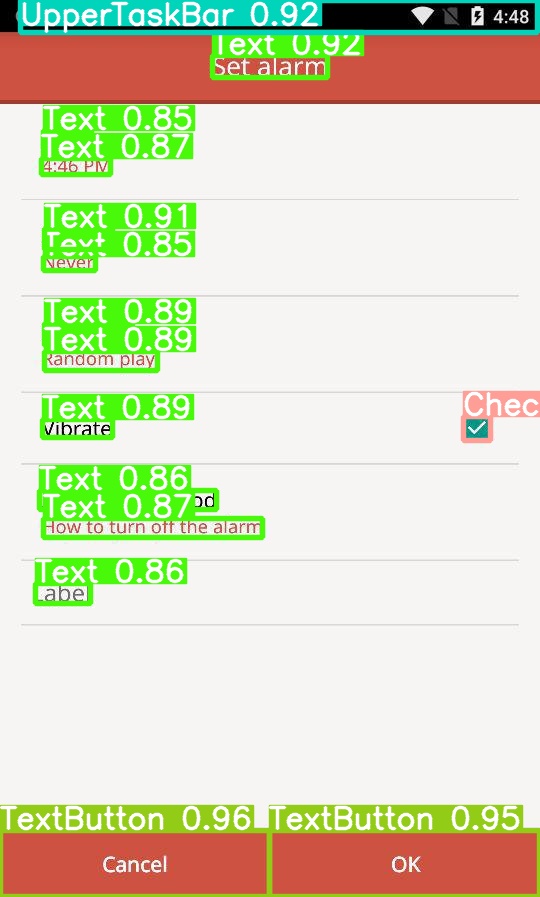 UpperTaskBar 0.92
4:48
Text 0.92
Set alarm
Text 0.85
Text 0.87
4:46 PM
Text 0.91
Text 0.85
Never
Text 0.89
Text 0.89
Random play
Text 0.89
Chec
Vibrate
Text 0.86
Text 0.87
How to turn off the alarm
Text 0.86
Label
TextButton 0.96
TextButton 0.95
Cancel
OK